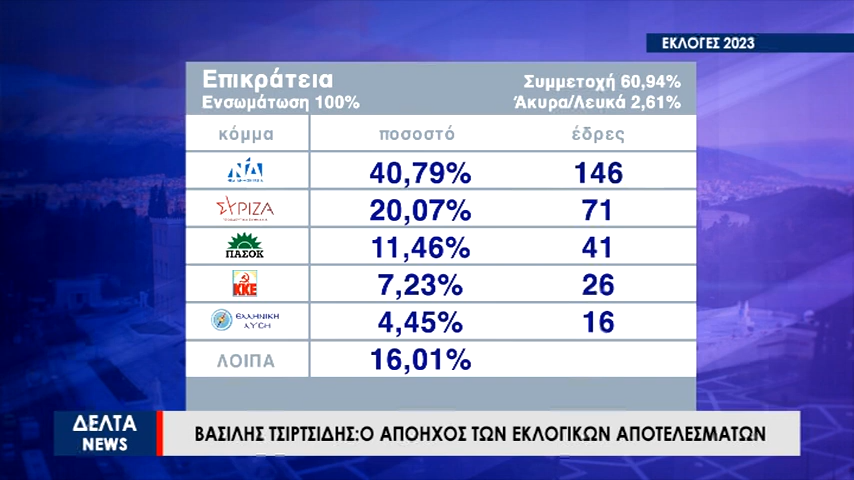 ΕΚΛΟΓΕΣ 2023
Επικράτεια
Συμμετοχή 60,94%
Ενσωμάτωση 100%
Άκυρα/Λευκά 2,61%
κόμμα ποσοστό έδρες
ΝΔ 40,79% 146
ΣΥΡΙΖΑ 20,07% 71
ΠΑΣΟΚ 11,46% 41
ΚΚΕ 7,23% 26
ΕΛΛΗΝΙΚΗ
ΛΥΣΗ
4,45% 16
ΛΟΙΠΑ 16,01%
ΔΕΛΤΑ
NEWS
ΒΑΣΙΛΗΣ ΤΣΙΡΤΣΙΔΗΣ:Ο ΑΠΟΗΧΟΣ ΤΩΝ ΕΚΛΟΓΙΚΩΝ ΑΠΟΤΕΛΕΣΜΑΤΩΝ